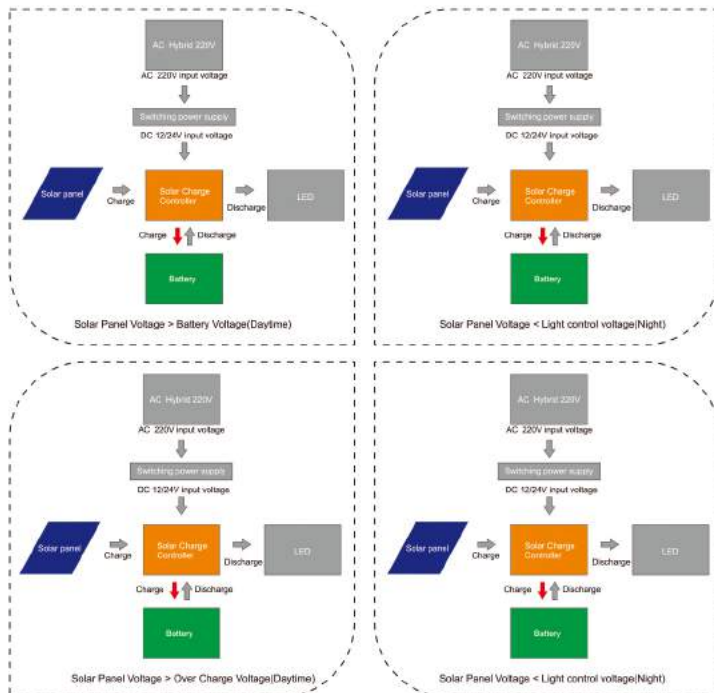 AC Hybrid 220V
AC 220V input voltage
Switching power supply
DC 12/24V input voltage
Solar panel
Charge
Solar Charge
Controller
Discharge
LED
Charge
Discharge
Battery
Solar Panel Voltage > Battery Voltage(Daytime)
AC Hybrid 220V
AC 220V input voltage
Switching power supply
DC 12/24V input voltage
Solar panel
Charge
Solar Charge
Controller
Discharge
LED
Charge
Discharge
Battery
Solar Panel Voltage < Light control voltage(Night)
AC Hybrid 220V
AC 220V input voltage
Switching power supply
DC 12/24V input voltage
Solar panel
Charge
Solar Charge
Controller
Discharge
LED
Charge
Discharge
Battery
Solar Panel Voltage > Over Charge Voltage(Daytime)
AC Hybrid 220V
AC 220V input voltage
Switching power supply
DC 12/24V input voltage
Solar panel
Charge
Solar Charge
Controller
Discharge
LED
Charge
Discharge
Battery
Solar Panel Voltage < Light control voltage(Night)